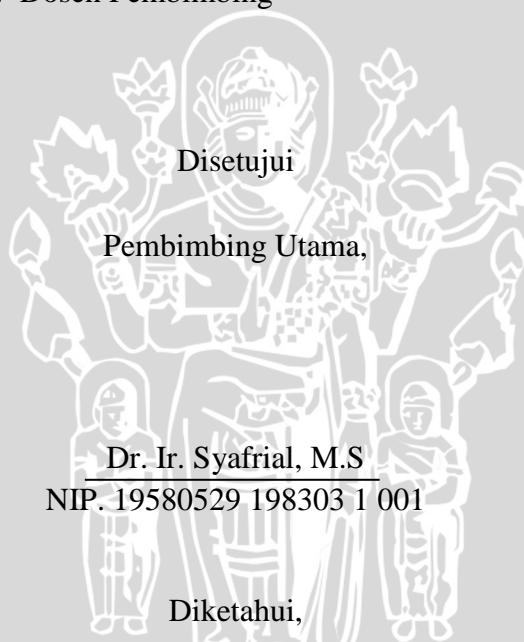 Dosen Pembimbing
Disetujui
Pembimbing Utama,
Dr. Ir. Syafrial, M.S
NIP. 19580529 198303 1 001
Diketahui,